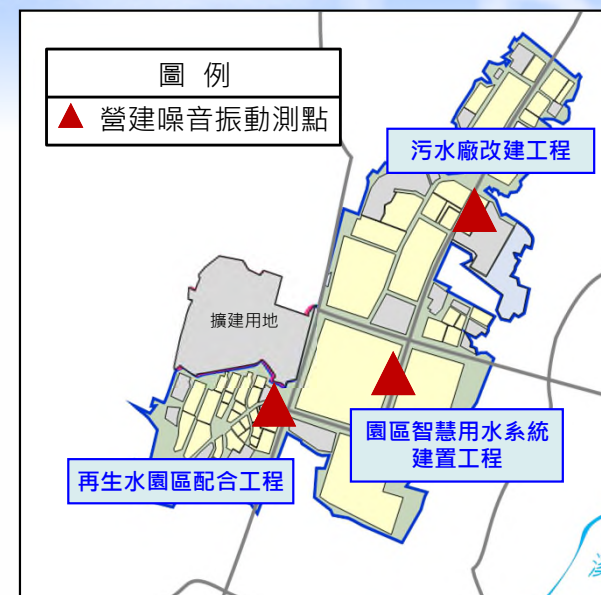 圖 例
營建噪音振動測點
污水廠改建工程
擴建用地
園區智慧用水系統
建置工程
再生水園區配合工程